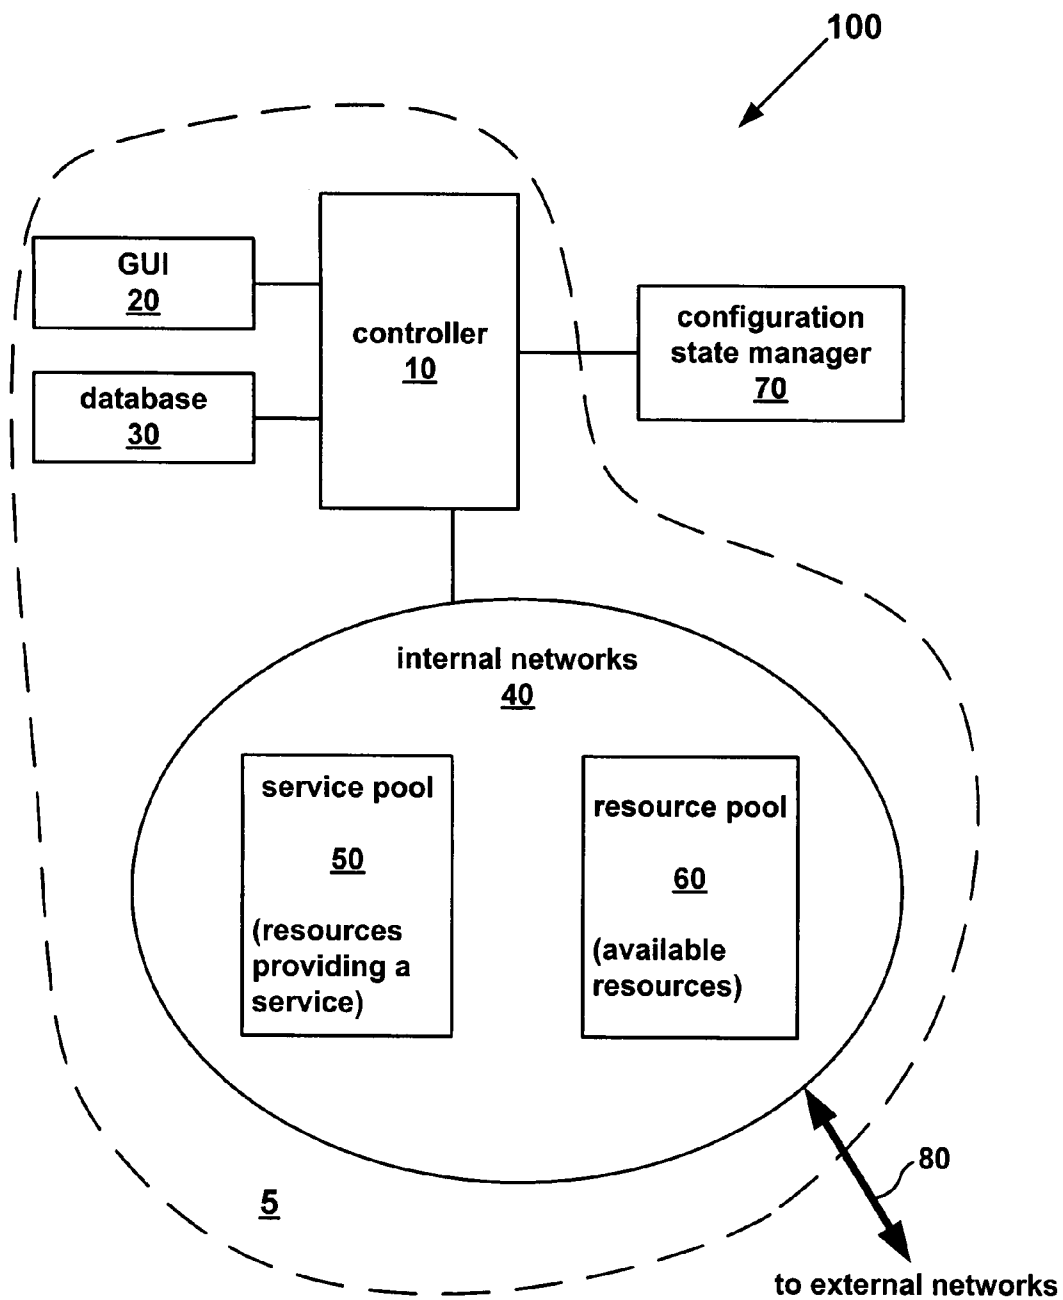 100
GUI
20
controller
10
configuration
state manager
70
database
30
internal networks
40
service pool
50
(resources
providing a
service)
resource pool
60
(available
resources)
80
5
to external networks